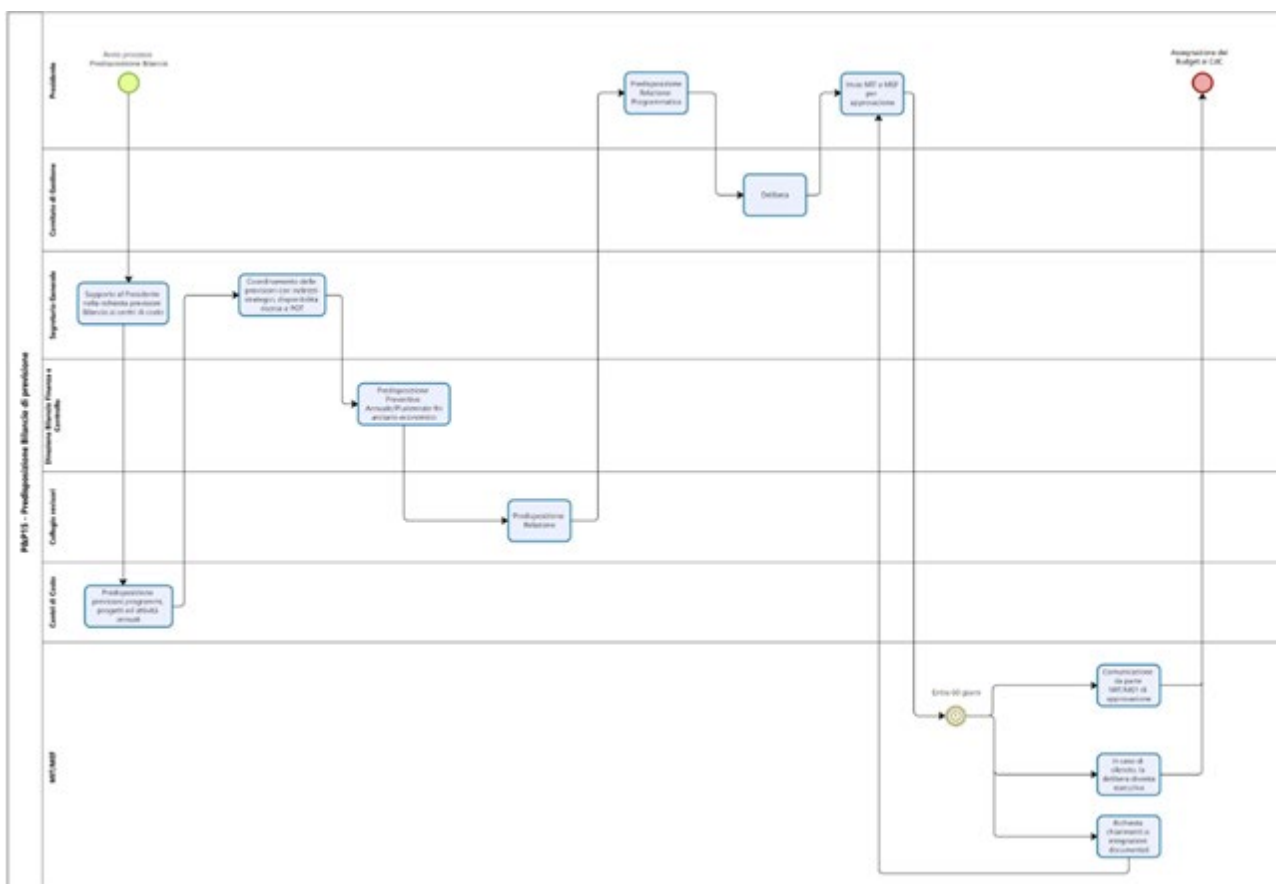 Avvio processo
Predisposizione Bilancio
Assegnazione del
Budget ai CdC
Presidente
Predisposizione
Relazione
Programmatica
Invio MIT e MEF
per
approvazione
Comitato di Gestione
Delibera
Segretario Generale
Supporto al Presidente
nella richiesta previsioni
Bilancio ai centri di costo
Coordinamento delle
previsioni con indirizzi
strategici, disponibilità
risorse e POT
P&P15 - Predisposizione Bilancio di previsione
Direzione Bilancio Finanza e
Controllo
Predisposizione
Preventivo
Annuale/Pluriennale fin
anziario-economico
Collegio revisori
Predisposizione
Relazione
Centri di Costo
Predisposizione
previsioni, programmi,
progetti ed attività
annuali
MIT/MEF
Entro 60 giorni
Comunicazione
da parte
MIT/MEF di
approvazione
In caso di
silenzio, la
delibera diventa
esecutiva
Richiesta
chiarimenti o
integrazioni
documentali